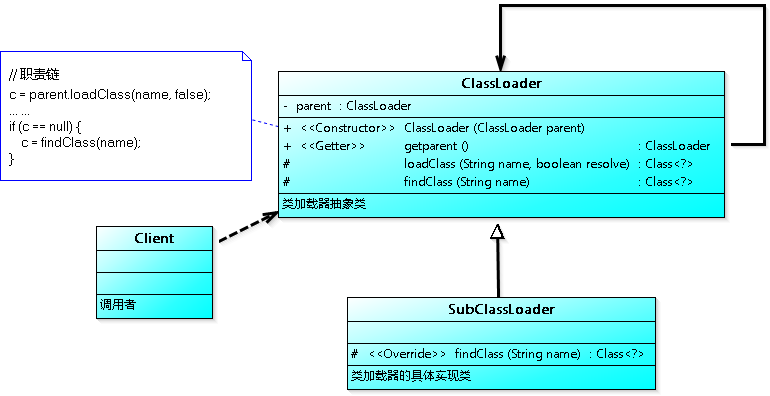 // 职责链
c = parent.loadClass(name, false);
... ...
if (c == null) {
c = findClass(name);
}
ClassLoader
- parent : ClassLoader
+ <<Constructor>> ClassLoader (ClassLoader parent)
+ <<Getter>> getparent () : ClassLoader
# loadClass (String name, boolean resolve) : Class<?>
# findClass (String name) : Class<?>
类加载器抽象类
Client
调用者
SubClassLoader
# <<Override>> findClass (String name) : Class<?>
类加载器的具体实现类